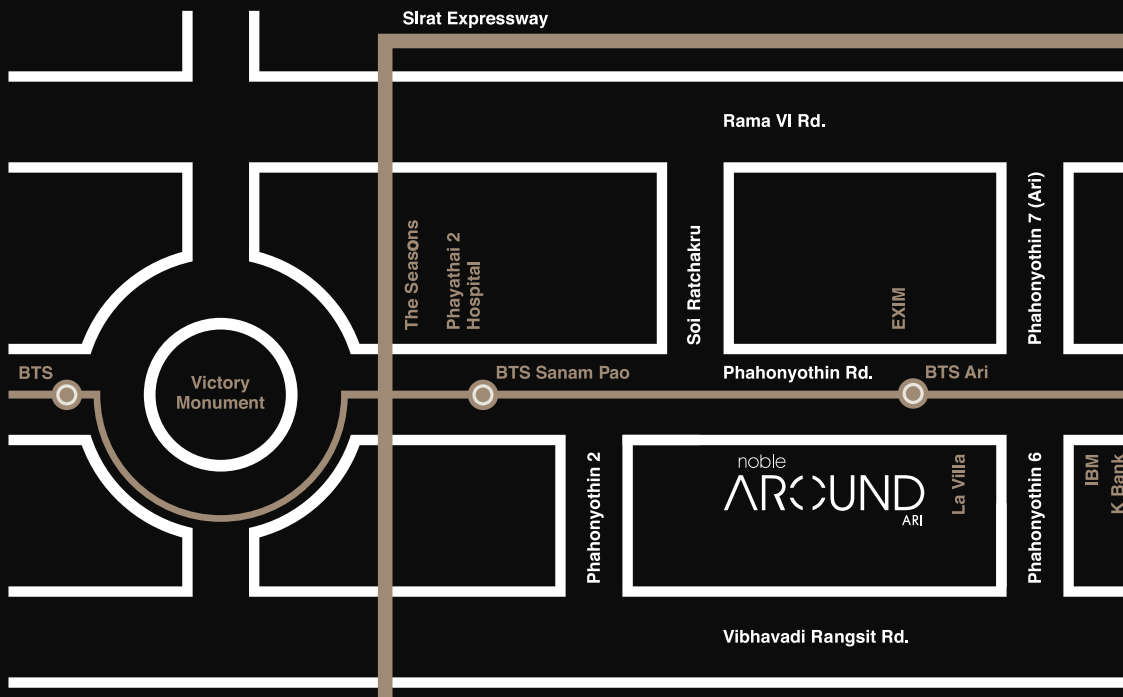 SIrat Expressway
Rama VI Rd.
The Seasons
Phayathai 2
Hospital
Soi Ratchakru
EXIM
Phahonyothin 7 (Ari)
BTS
Victory
Monument
BTS Sanam Pao
Phahonyothin Rd.
BTS Ari
Phahonyothin 2
noble
AROUND
ARI
La Villa
Phahonyothin 6
IBM
K Bank
Vibhavadi Rangsit Rd.